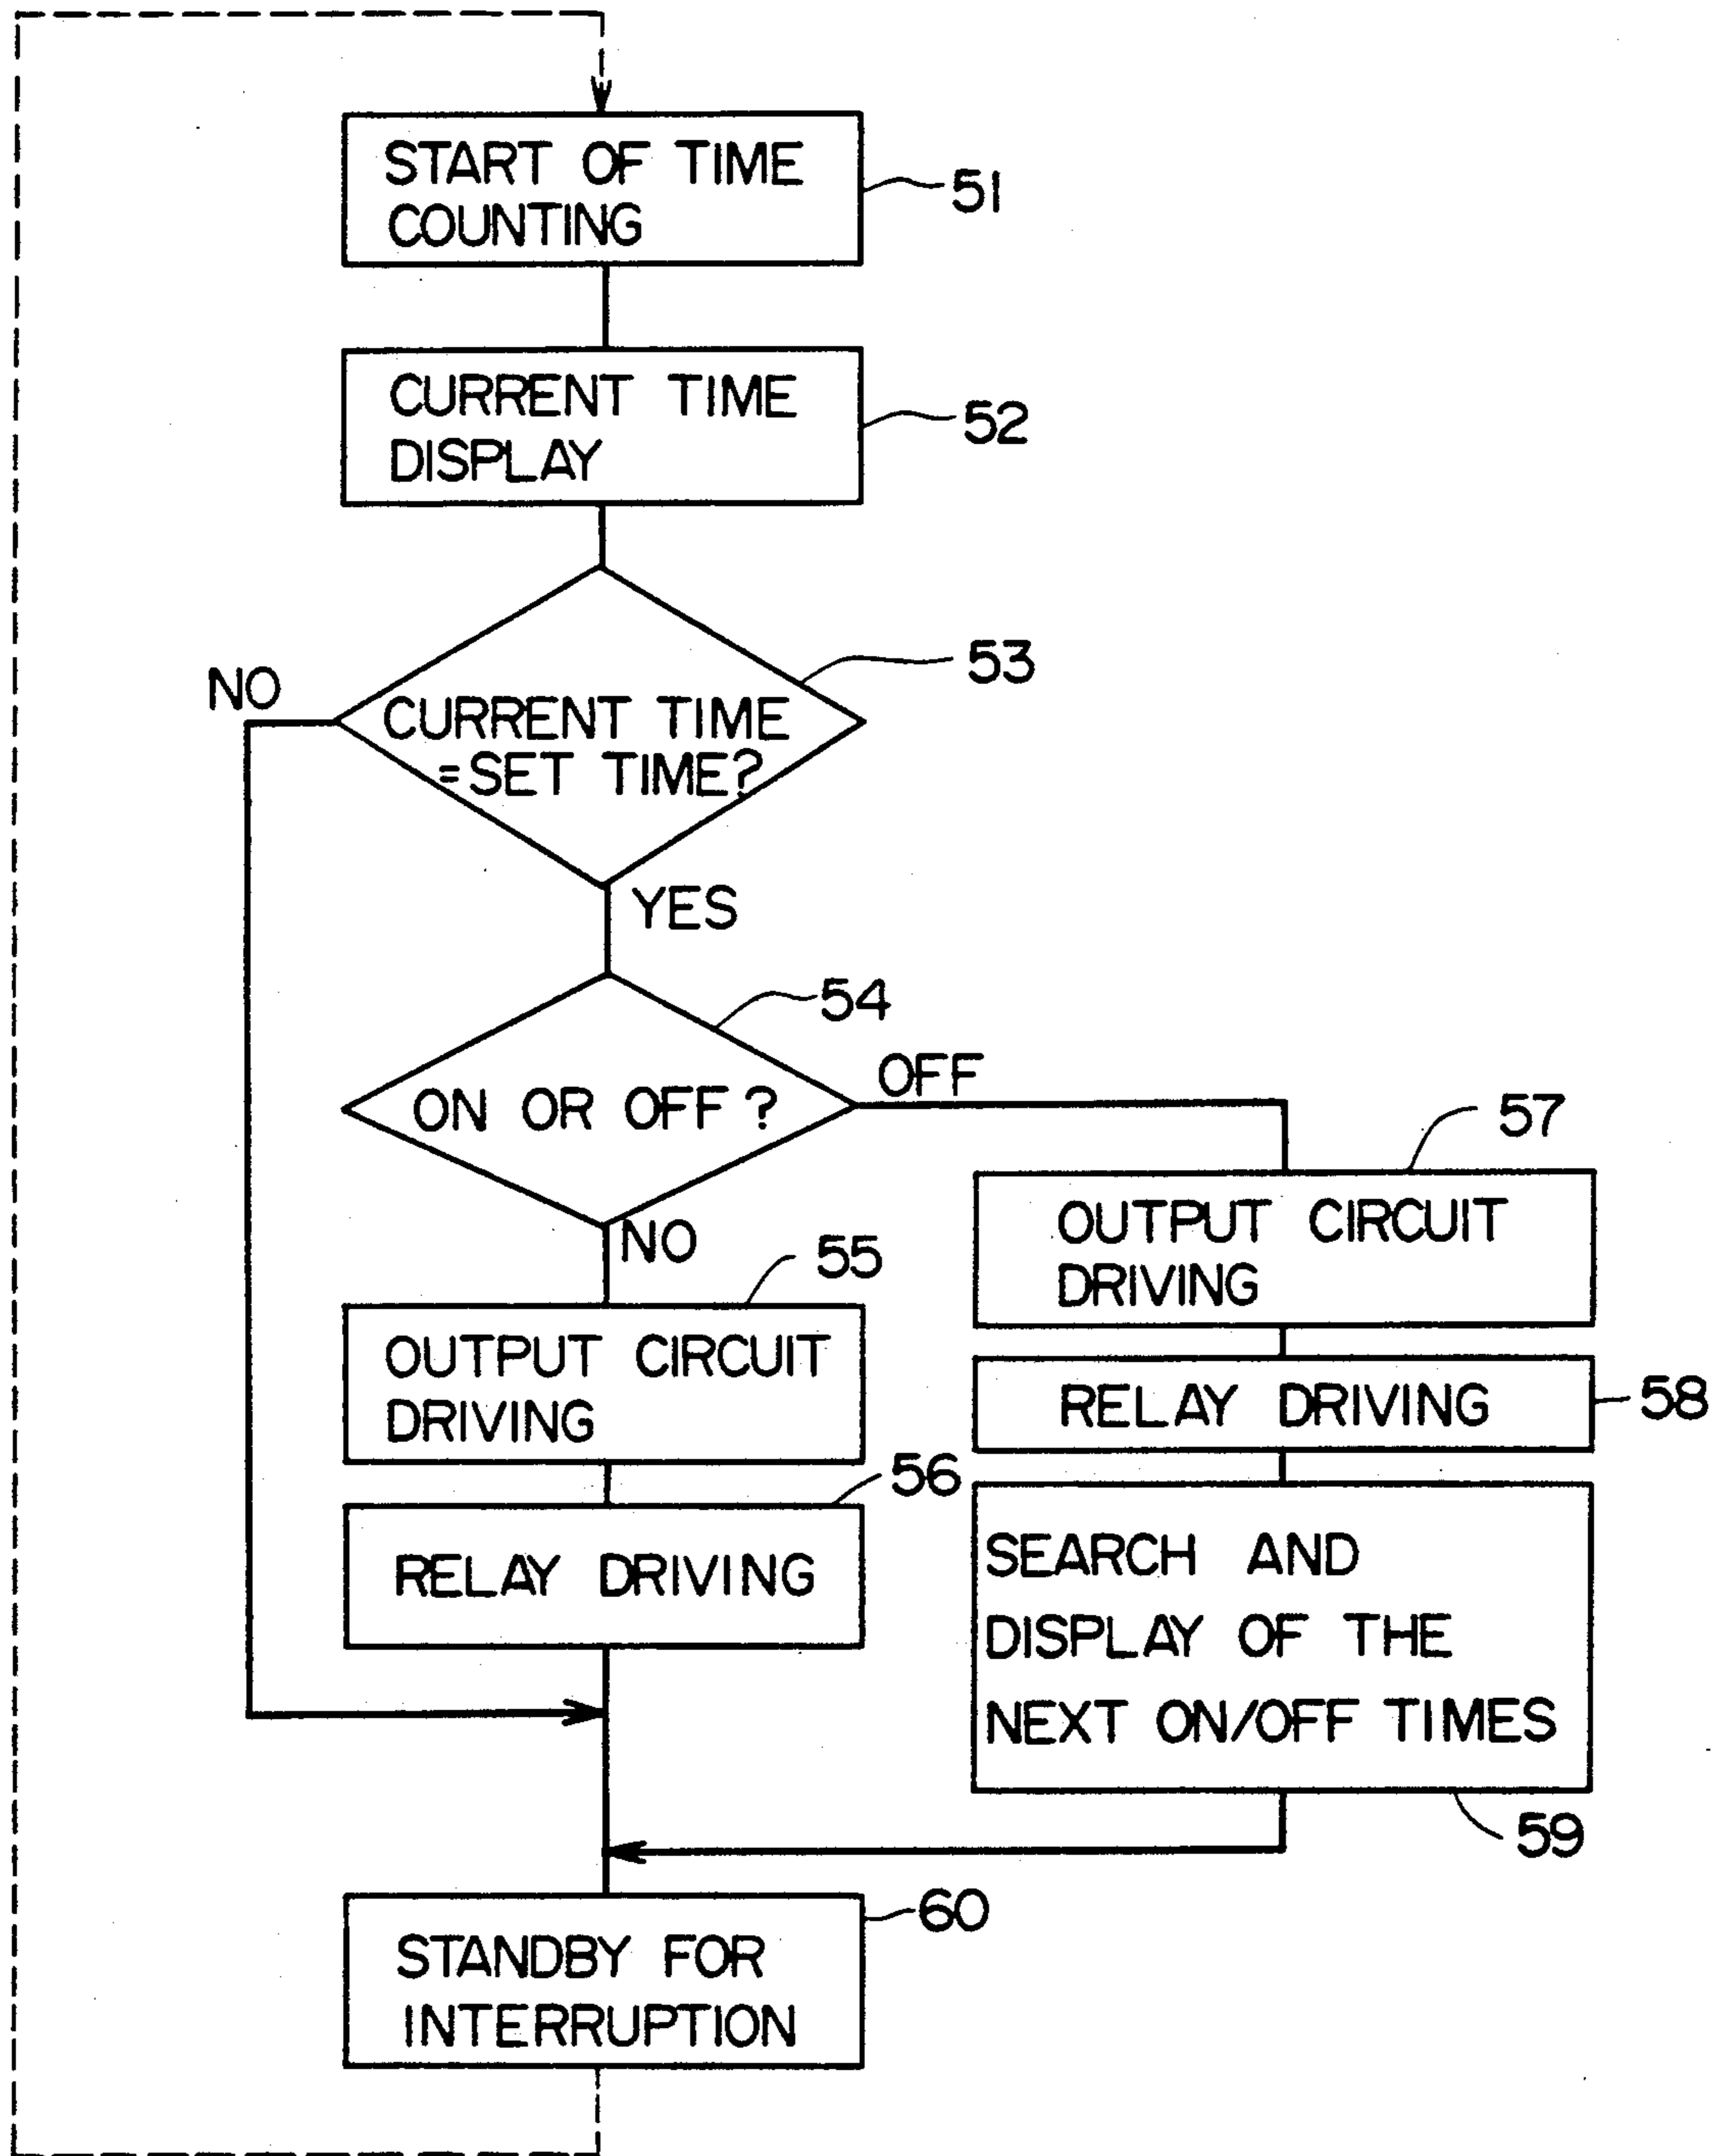 START OF TIME
COUNTING
51
CURRENT TIME
DISPLAY
52
53
NO
CURRENT TIME
=SET TIME?
YES
54
OFF
ON OR OFF?
NO
57
OUTPUT CIRCUIT
DRIVING
55
OUTPUT CIRCUIT
DRIVING
RELAY DRIVING
58
56
RELAY DRIVING
SEARCH AND
DISPLAY OF THE
NEXT ON/OFF TIMES
59
60
STANDBY FOR
INTERRUPTION